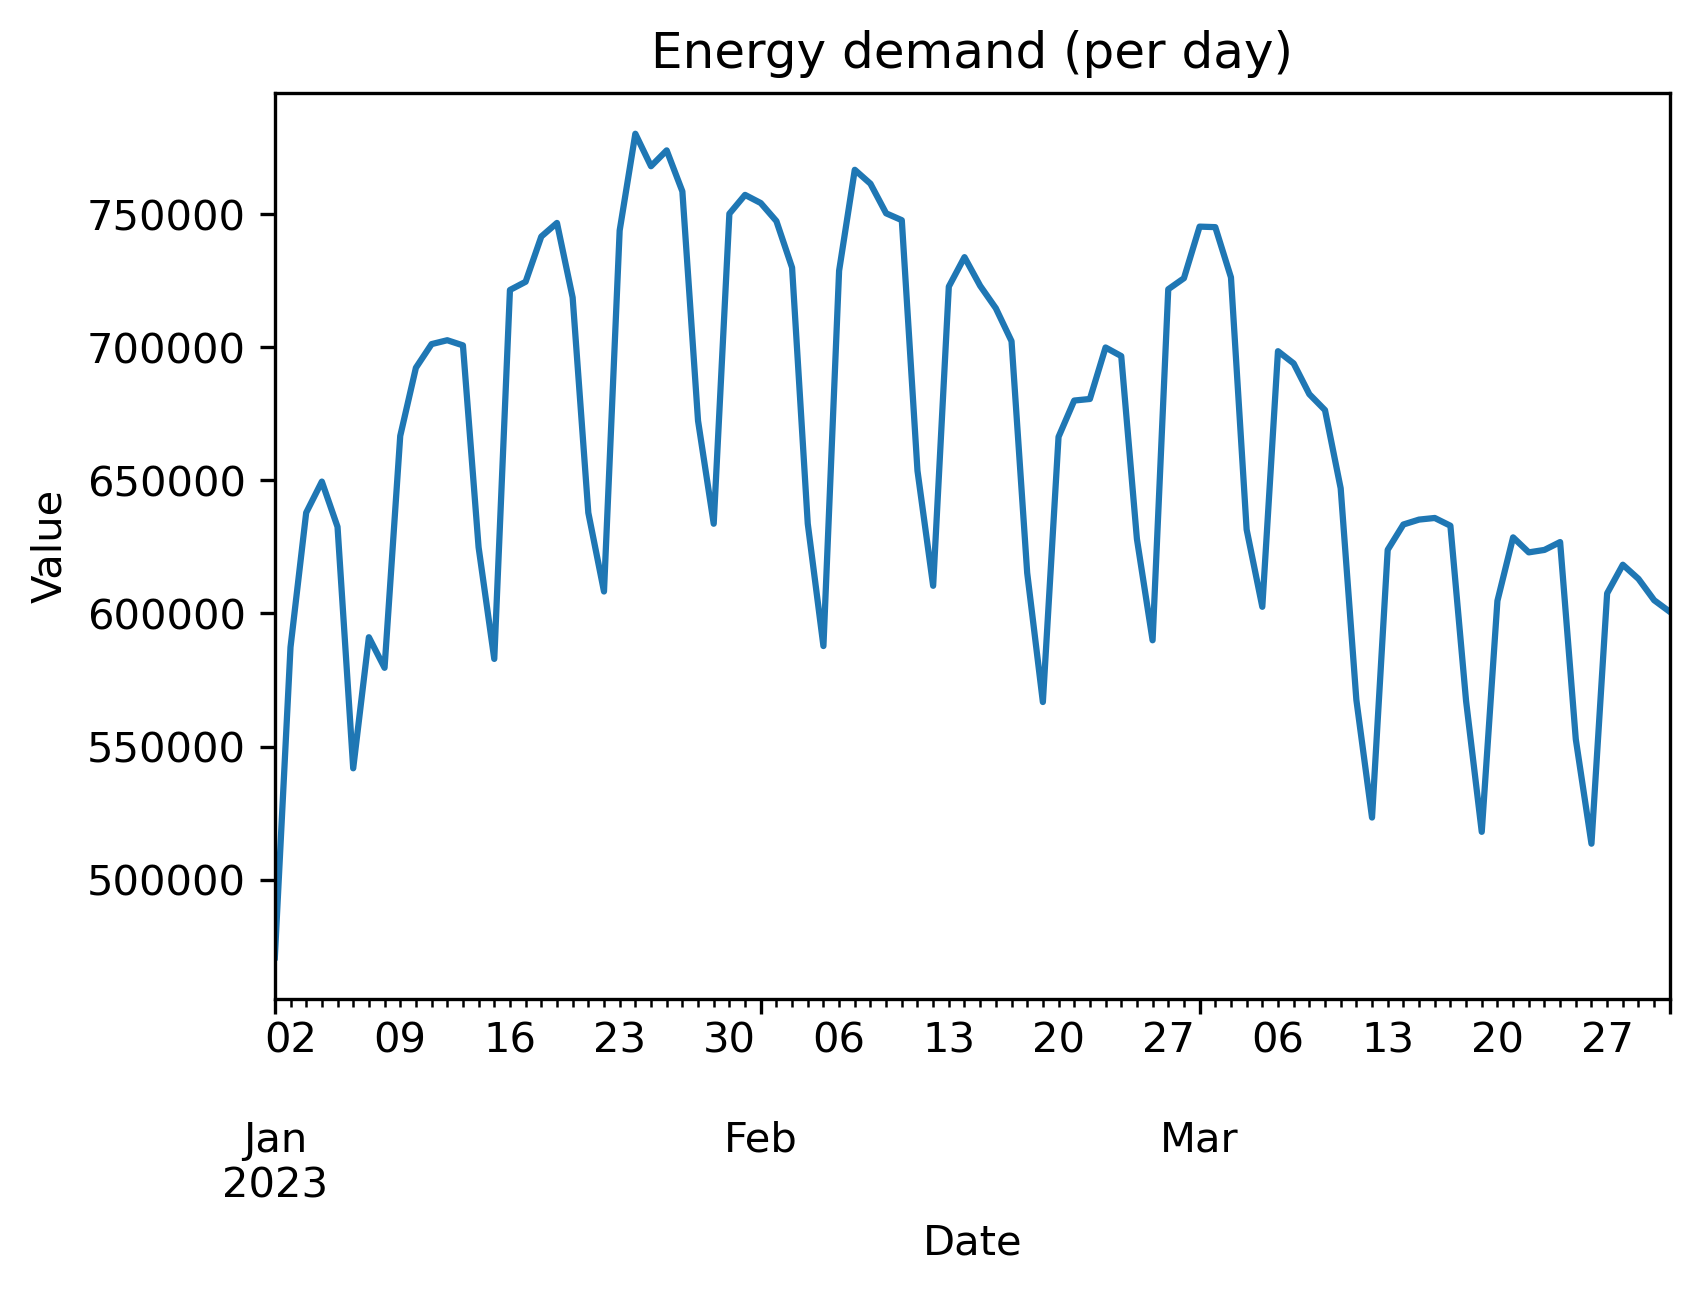 Energy demand (per day)
Value
750000
700000
650000
600000
550000
500000
02 09 16 23 30 06 13 20 27 06 13 20 27
Jan Feb Mar
2023
Date